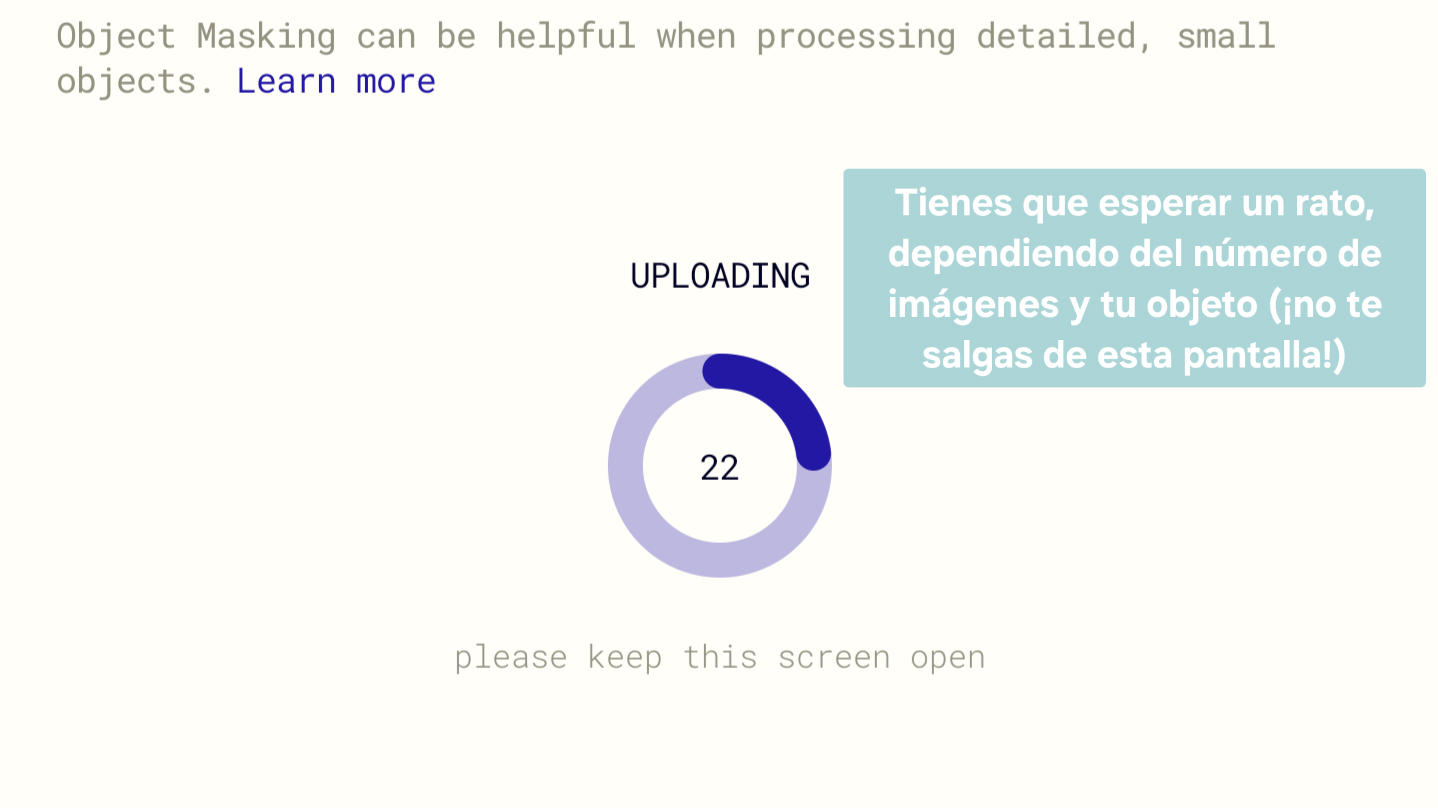 Object Masking can be helpful when processing detailed, small
objects. Learn more
Tienes que esperar un rato,
dependiendo del número de
imágenes y tu objeto (¡no te
salgas de esta pantalla!)
UPLOADING
22
please keep this screen open